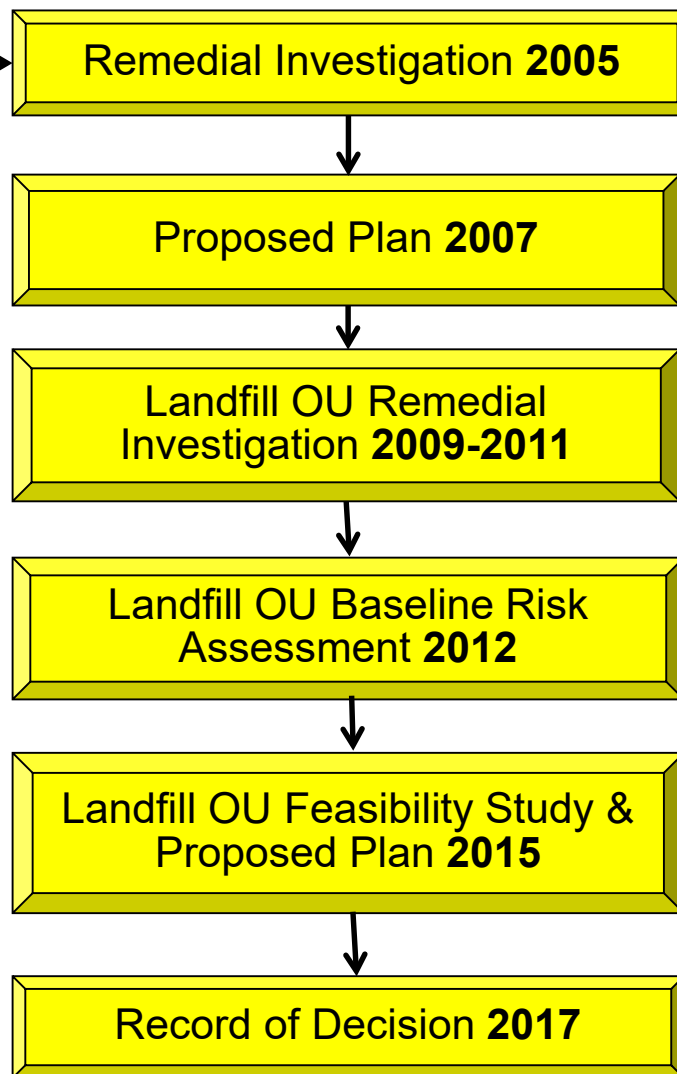 Remedial Investigation 2005
Proposed Plan 2007
Landfill OU Remedial
Investigation 2009-2011
Landfill OU Baseline Risk
Assessment 2012
Landfill OU Feasibility Study &
Proposed Plan 2015
Record of Decision 2017